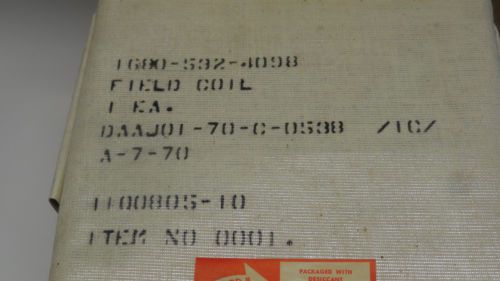 1680-592-4098
FIELD COIL
1 EA.
DAAJ01-70-C-0538 /1C/
A-7-70
1100805-10
ITEM NO 0001.
PACKAGED WITH
DESICCANT